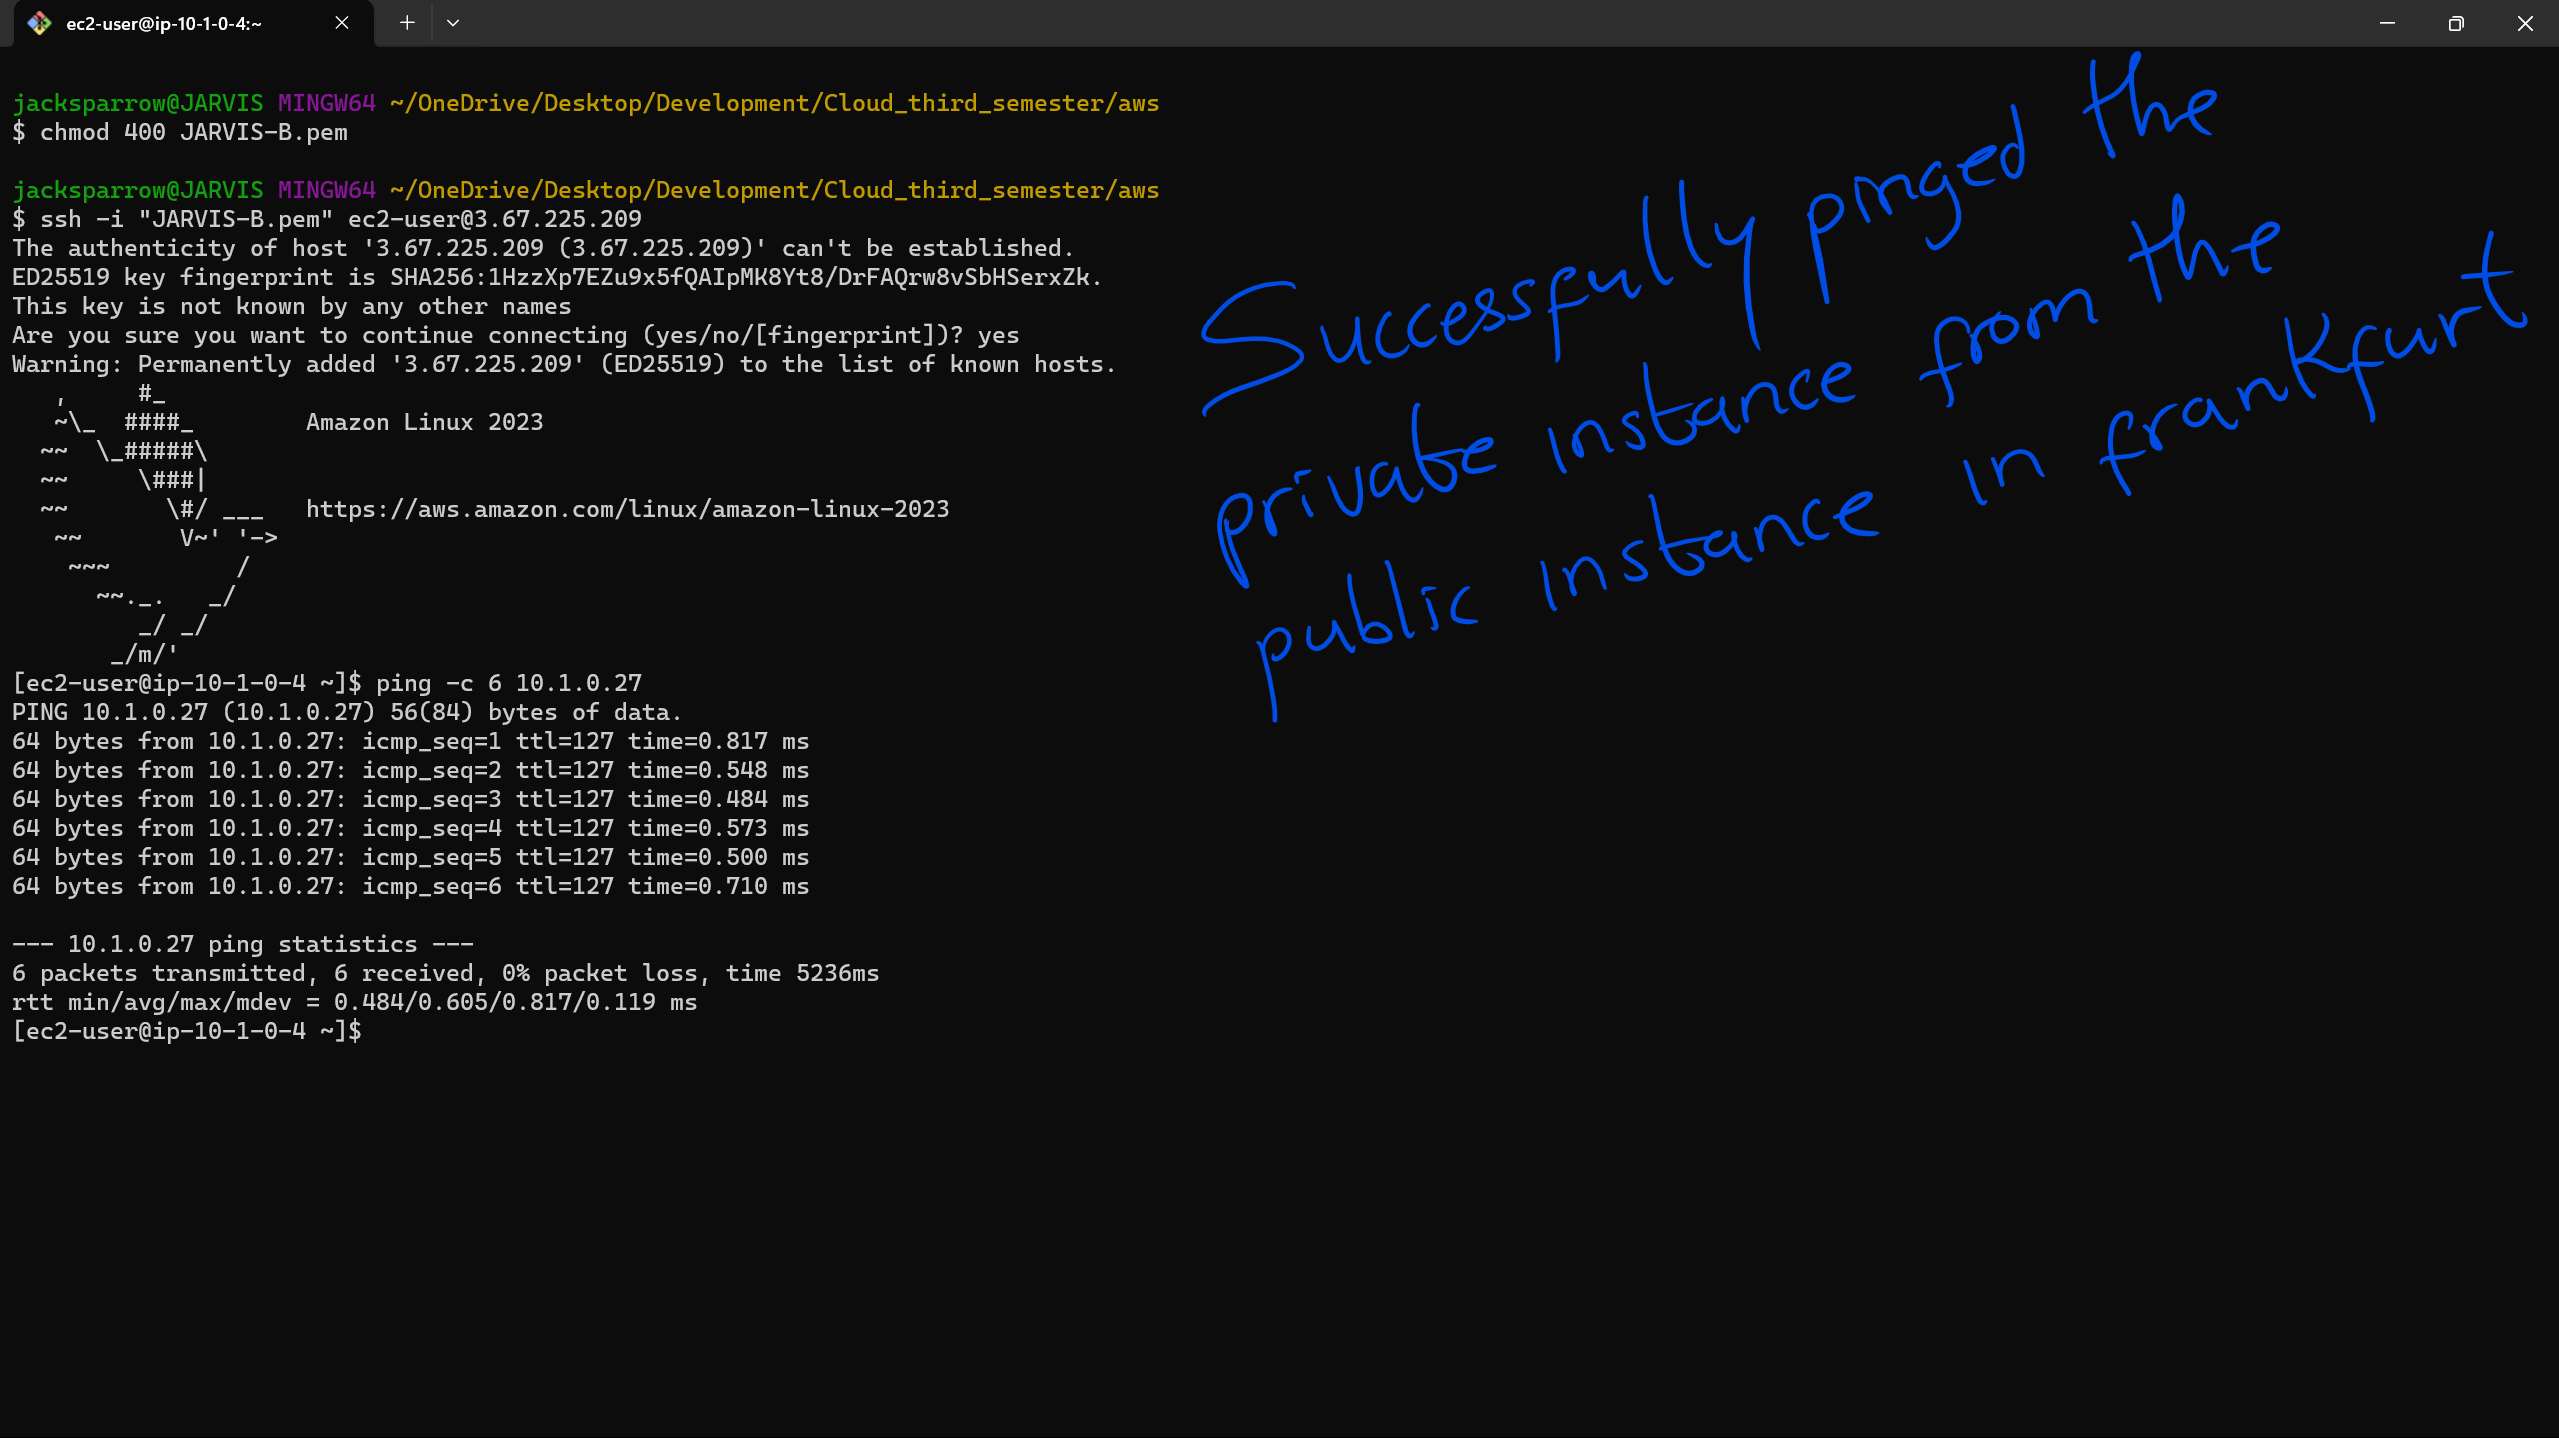 ec2-user@ip-10-1-0-4:~
jacksparrow@JARVIS MINGW64 ~/OneDrive/Desktop/Development/Cloud_third_semester/aws
$ chmod 400 JARVIS-B.pem
jacksparrow@JARVIS MINGW64 ~/OneDrive/Desktop/Development/Cloud_third_semester/aws
$ ssh -i "JARVIS-B.pem" ec2-user@3.67.225.209
The authenticity of host '3.67.225.209 (3.67.225.209)' can't be established.
ED25519 key fingerprint is SHA256:1HzzXp7EZu9x5fQAIpMK8Yt8/DrFAQrw8vSbHSerxZk.
This key is not known by any other names
Are you sure you want to continue connecting (yes/no/[fingerprint])? yes
Warning: Permanently added '3.67.225.209' (ED25519) to the list of known hosts.
   ,     #_
   ~\_  ####_        Amazon Linux 2023
  ~~  \_#####\
  ~~     \###|
  ~~       \#/ ___   https://aws.amazon.com/linux/amazon-linux-2023
   ~~       V~' '->
    ~~~         /
      ~~._.   _/
         _/ _/
       _/m/'
[ec2-user@ip-10-1-0-4 ~]$ ping -c 6 10.1.0.27
PING 10.1.0.27 (10.1.0.27) 56(84) bytes of data.
64 bytes from 10.1.0.27: icmp_seq=1 ttl=127 time=0.817 ms
64 bytes from 10.1.0.27: icmp_seq=2 ttl=127 time=0.548 ms
64 bytes from 10.1.0.27: icmp_seq=3 ttl=127 time=0.484 ms
64 bytes from 10.1.0.27: icmp_seq=4 ttl=127 time=0.573 ms
64 bytes from 10.1.0.27: icmp_seq=5 ttl=127 time=0.500 ms
64 bytes from 10.1.0.27: icmp_seq=6 ttl=127 time=0.710 ms
--- 10.1.0.27 ping statistics ---
6 packets transmitted, 6 received, 0% packet loss, time 5236ms
rtt min/avg/max/mdev = 0.484/0.605/0.817/0.119 ms
[ec2-user@ip-10-1-0-4 ~]$
Successfully pinged the
private instance from the
public instance in frankfurt